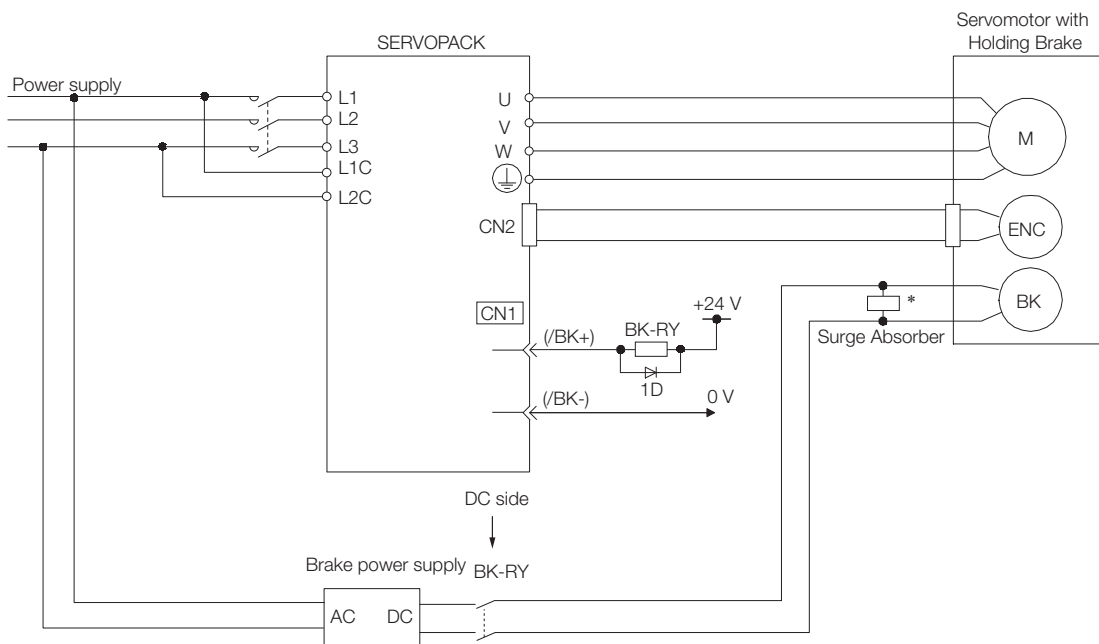 Servomotor with
Holding Brake
SERVOPACK
Power supply
L1
L2
L3
L1C
L2C
U
V
W
M
CN2
ENC
CN1
BK
*
Surge Absorber
+24 V
(/BK+)
BK-RY
1D
(/BK-)
0 V
DC side
Brake power supply
BK-RY
AC
DC